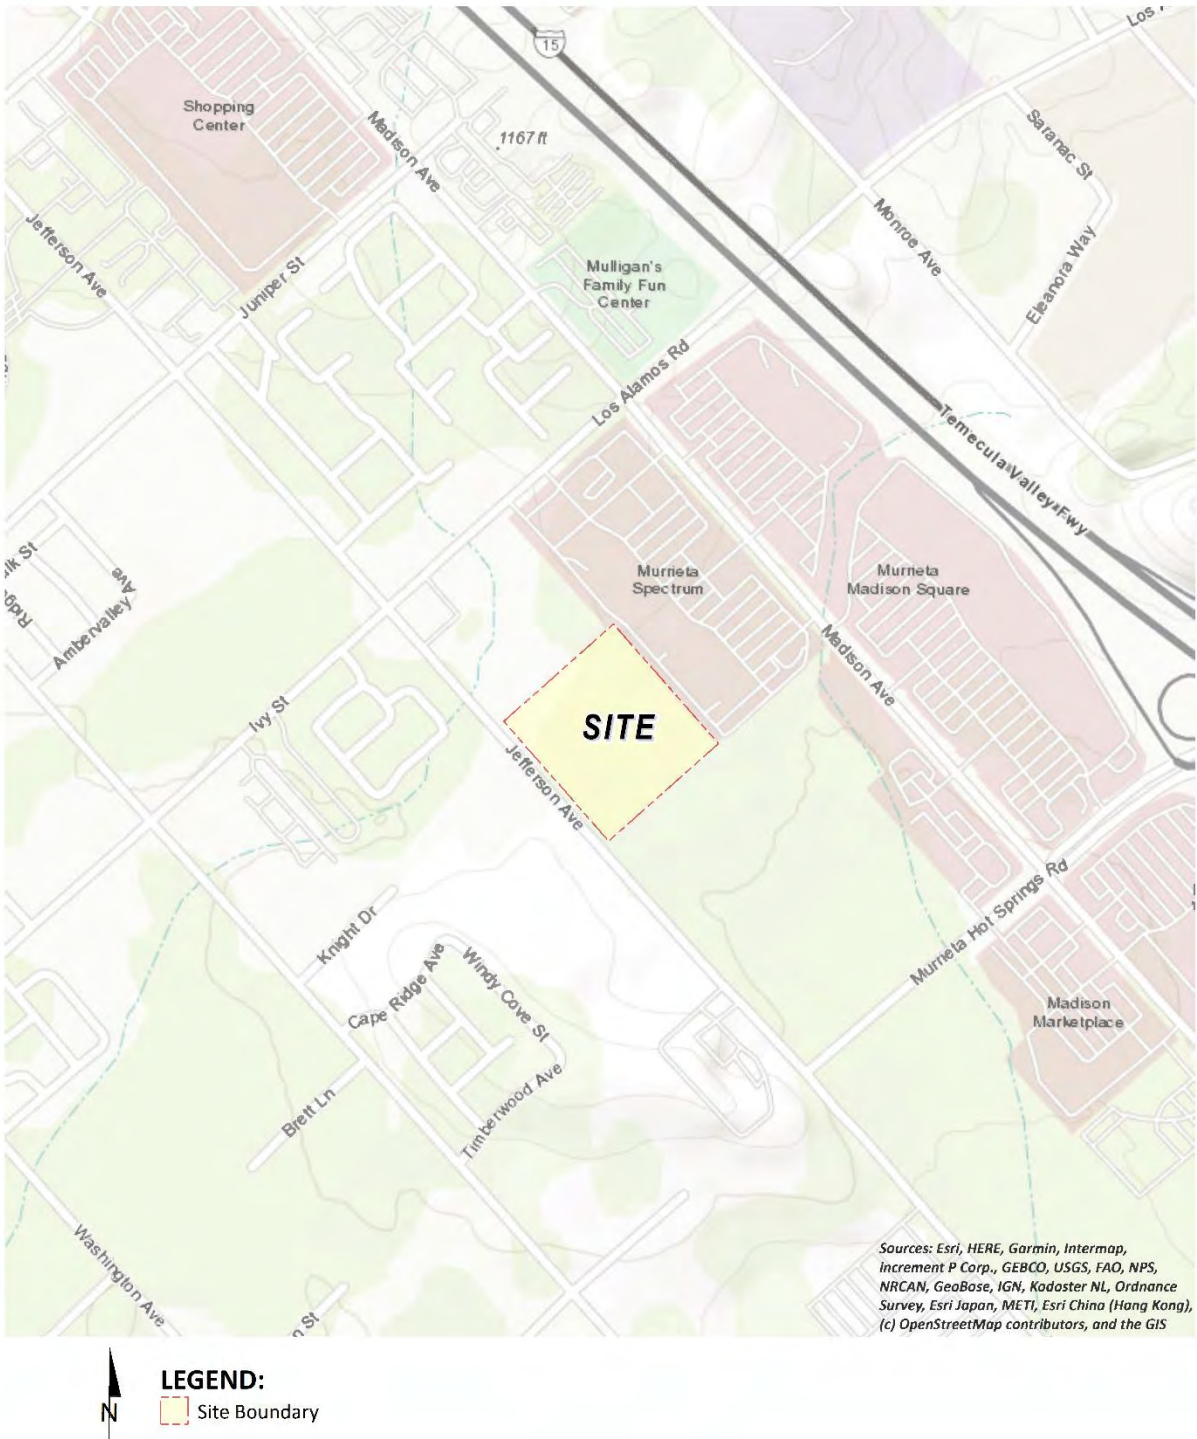 Los
15
Shopping
Center
Madison Ave
1167 ft
Saranac St
Jefferson Ave
Monroe Ave
Eleanora Way
Juniper St
Mulligan's
Family Fun
Center
Los Alamos Rd
Temecula Valley Fwy
Murrieta
Spectrum
Murrieta
Madison Square
Ambervalley
Ave
Madison Ave
Ivy St
SITE
Jefferson Ave
Murrieta Hot Springs Rd
Knight Dr
Cape Ridge Ave
Windy Cove St
Madison
Marketplace
Brett Ln
Timberwood Ave
Washington Ave
St
Sources: Esri, HERE, Garmin, Intermap,
increment P Corp., GEBCO, USGS, FAO, NPS,
NRCAN, GeoBase, IGN, Kadaster NL, Ordnance
Survey, Esri Japan, METI, Esri China (Hong Kong),
(c) OpenStreetMap contributors, and the GIS
N
LEGEND:
Site Boundary